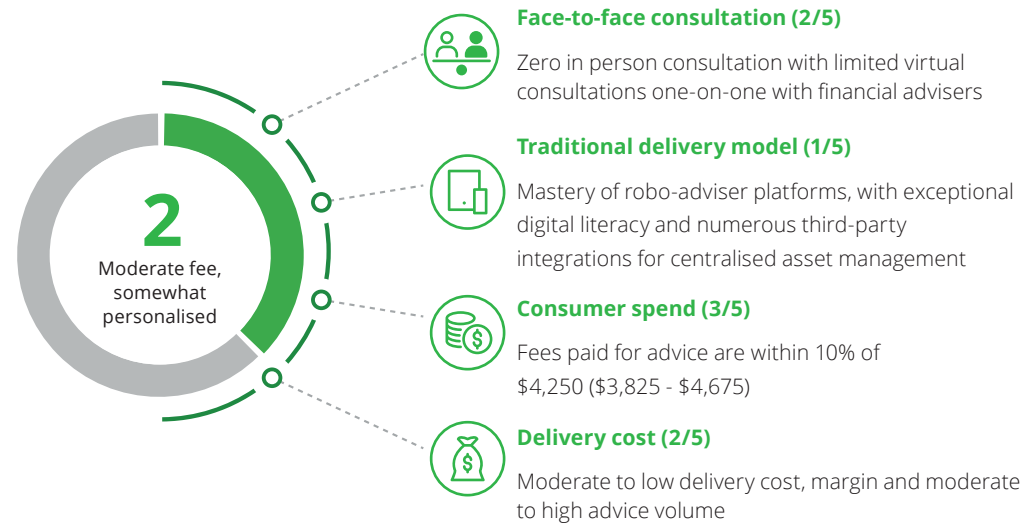 2
Moderate fee,
somewhat
personalised
Face-to-face consultation (2/5)
Zero in person consultation with limited virtual
consultations one-on-one with financial advisers
Traditional delivery model (1/5)
Mastery of robo-adviser platforms, with exceptional
digital literacy and numerous third-party
integrations for centralised asset management
Consumer spend (3/5)
$
Fees paid for advice are within 10% of
$4,250 ($3,825 - $4,675)
Delivery cost (2/5)
$
Moderate to low delivery cost, margin and moderate
to high advice volume